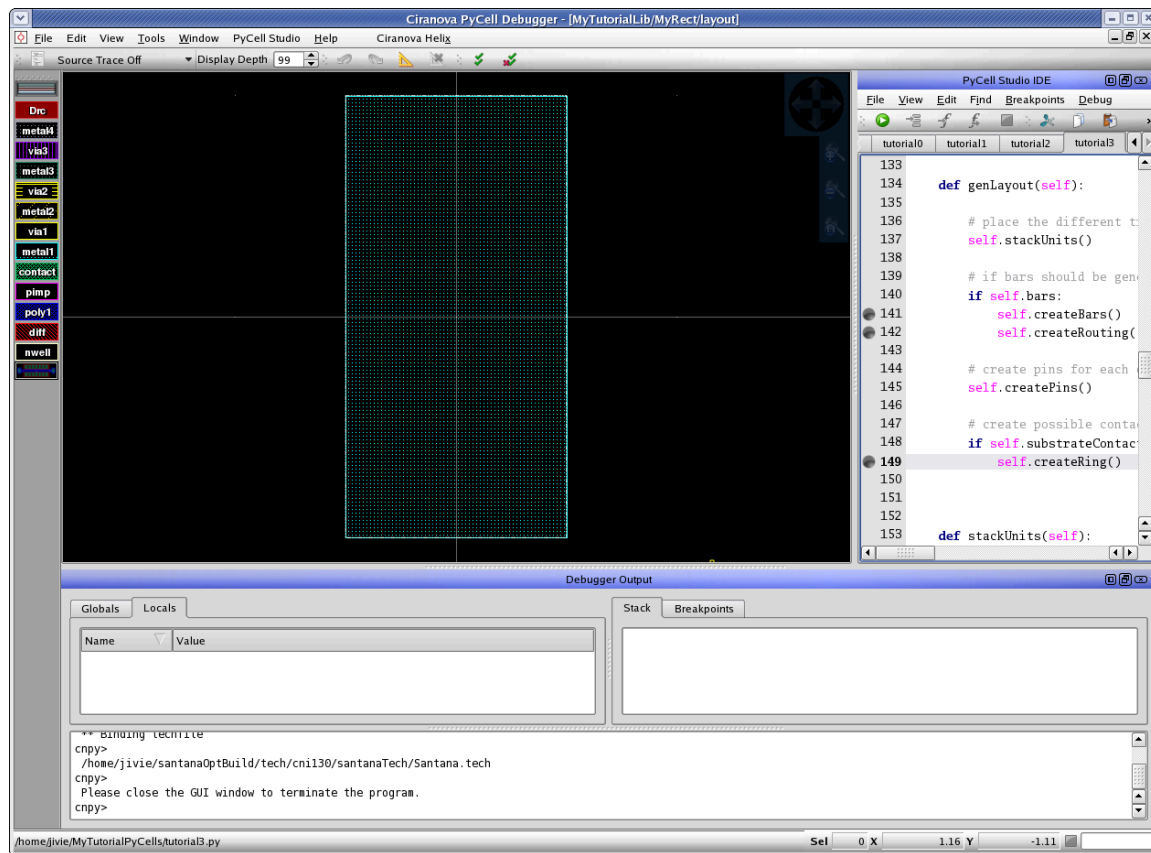 Ciranova PyCell Debugger - [MyTutorialLib/MyRect/layout]
File Edit View Tools Window PyCell Studio Help Ciranova Helix
Source Trace Off Display Depth 99
Drc
metal4
via3
metal3
via2
metal2
via1
metal1
contact
pimp
poly1
diff
nwell
PyCell Studio IDE
File View Edit Find Breakpoints Debug
tutorial0 tutorial1 tutorial2 tutorial3
133
134 def genLayout(self):
135
136 # place the different t
137 self.stackUnits()
138
139 # if bars should be gen
140 if self.bars:
141 self.createBars()
142 self.createRouting(
143
144 # create pins for each
145 self.createPins()
146
147 # create possible conta
148 if self.substrateContac
149 self.createRing()
150
151
152
153 def stackUnits(self):
Debugger Output
Globals Locals
Name Value
Stack Breakpoints
** Binding techfile
cnpy>
/home/jivie/santanaOptBuild/tech/cni130/santanaTech/Santana.tech
cnpy>
Please close the GUI window to terminate the program.
cnpy>
/home/jivie/MyTutorialPyCells/tutorial3.py Sel 0 X 1.16 Y -1.11